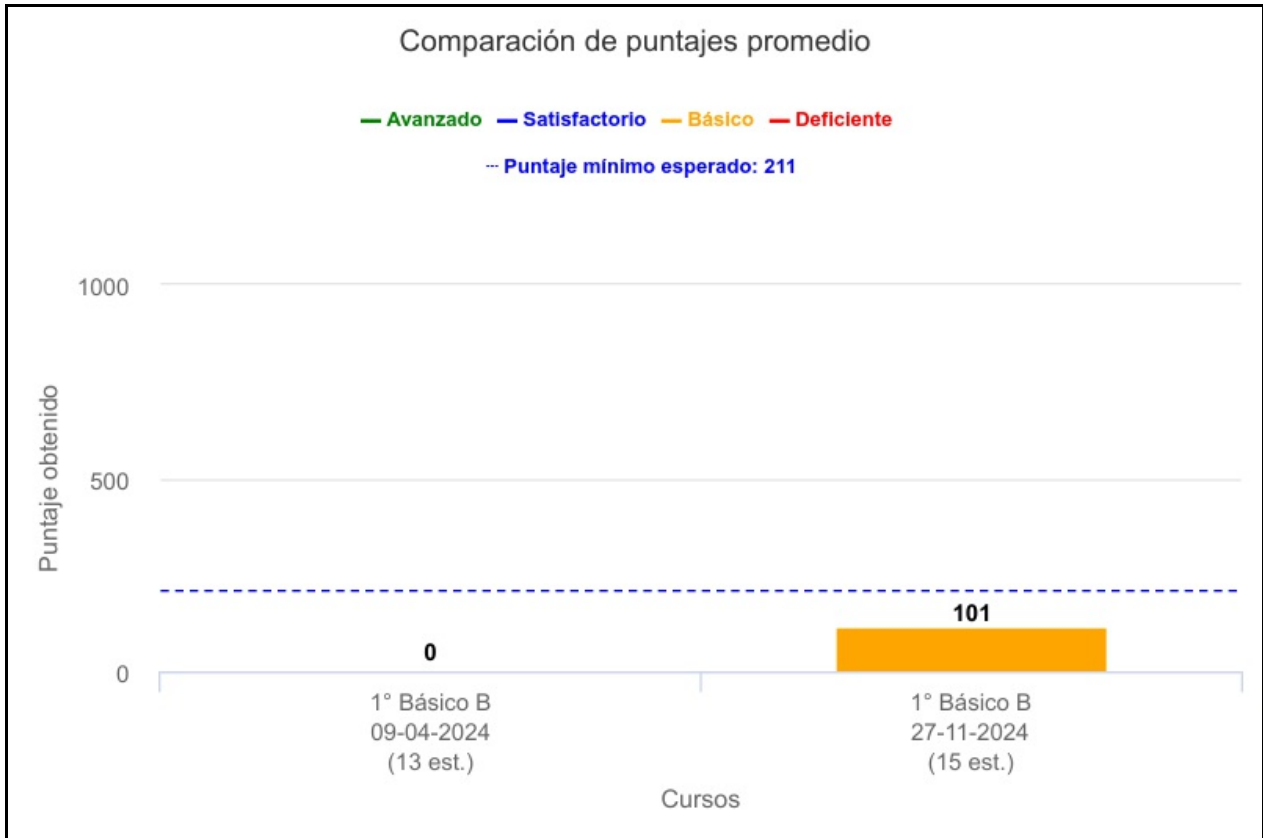 Comparación de puntajes promedio
Avanzado Satisfactorio Básico Deficiente
Puntaje mínimo esperado: 211
1000
500
0
Puntaje obtenido
0
101
1° Básico B
09-04-2024
(13 est.)
1° Básico B
27-11-2024
(15 est.)
Cursos